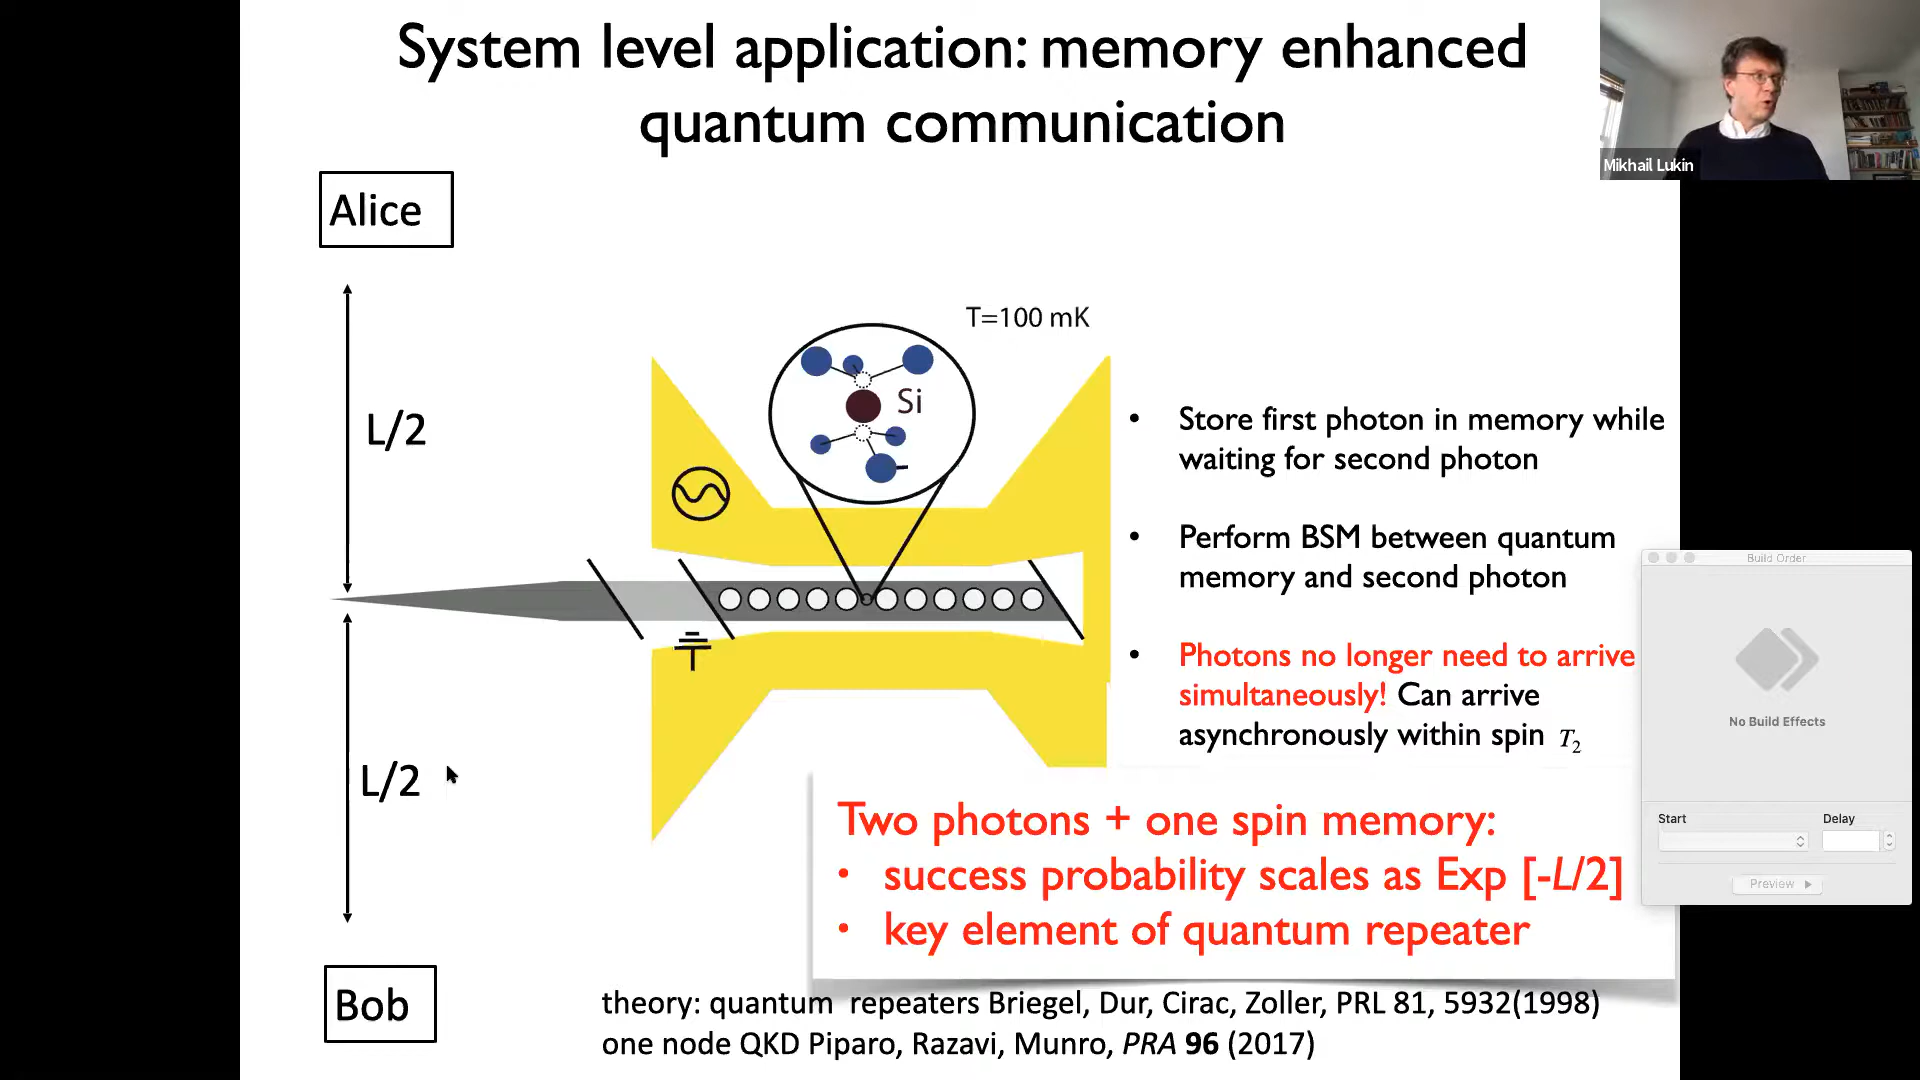 System level application: memory enhanced
quantum communication
Mikhail Lukin
Alice
T=100 mK
Si
L/2
• Store first photon in memory while
waiting for second photon
• Perform BSM between quantum
memory and second photon
• Photons no longer need to arrive
simultaneously! Can arrive
asynchronously within spin T2
Build Order
No Build Effects
Start Delay
Preview
L/2
Two photons + one spin memory:
• success probability scales as Exp [-L/2]
• key element of quantum repeater
Bob
theory: quantum repeaters Briegel, Dur, Cirac, Zoller, PRL 81, 5932(1998)
one node QKD Piparo, Razavi, Munro, PRA 96 (2017)